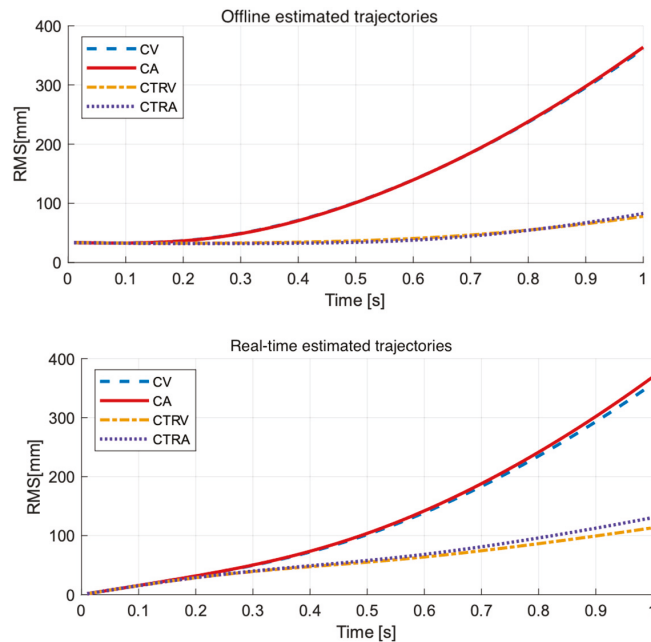 Offline estimated trajectories
400
300
200
100
0
RMS[mm]
CV
CA
CTRV
CTRA
0 0.1 0.2 0.3 0.4 0.5 0.6 0.7 0.8 0.9 1
Time [s]
Real-time estimated trajectories
400
300
200
100
0
RMS[mm]
CV
CA
CTRV
CTRA
0 0.1 0.2 0.3 0.4 0.5 0.6 0.7 0.8 0.9 1
Time [s]